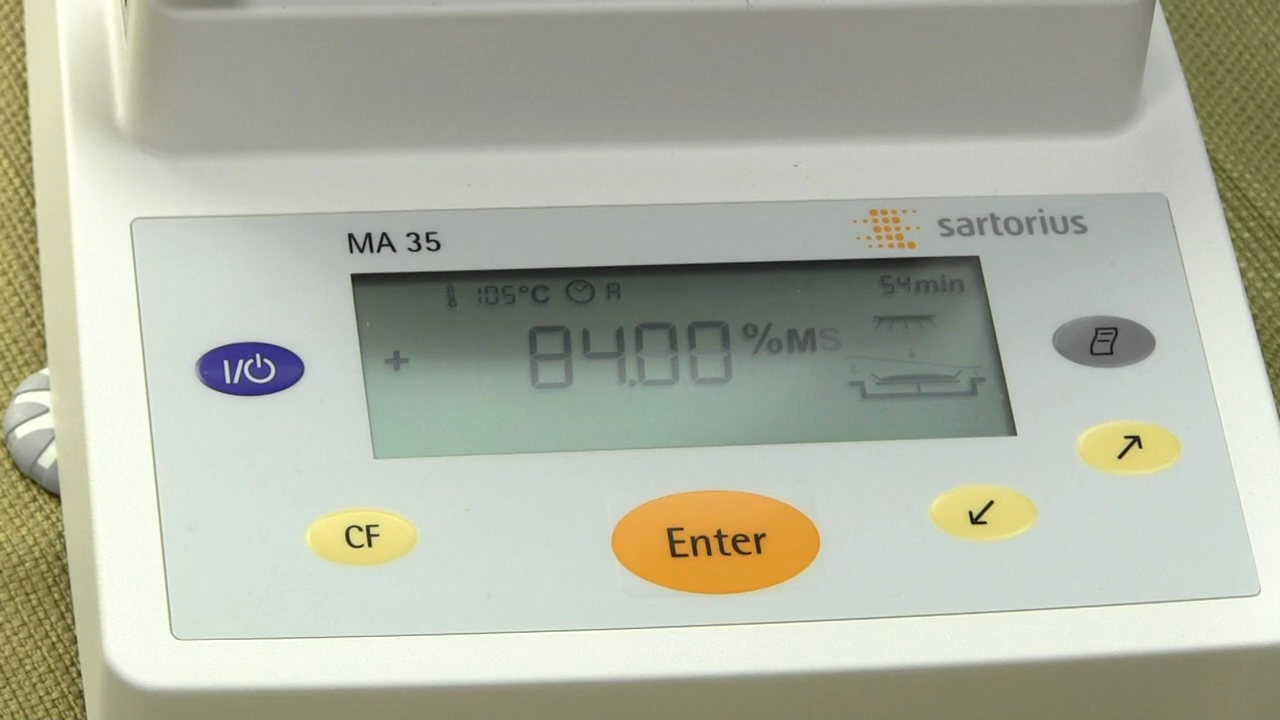 MA 35
sartorius
105°C A
54min
+ 84.00 %MS
I/
CF
Enter